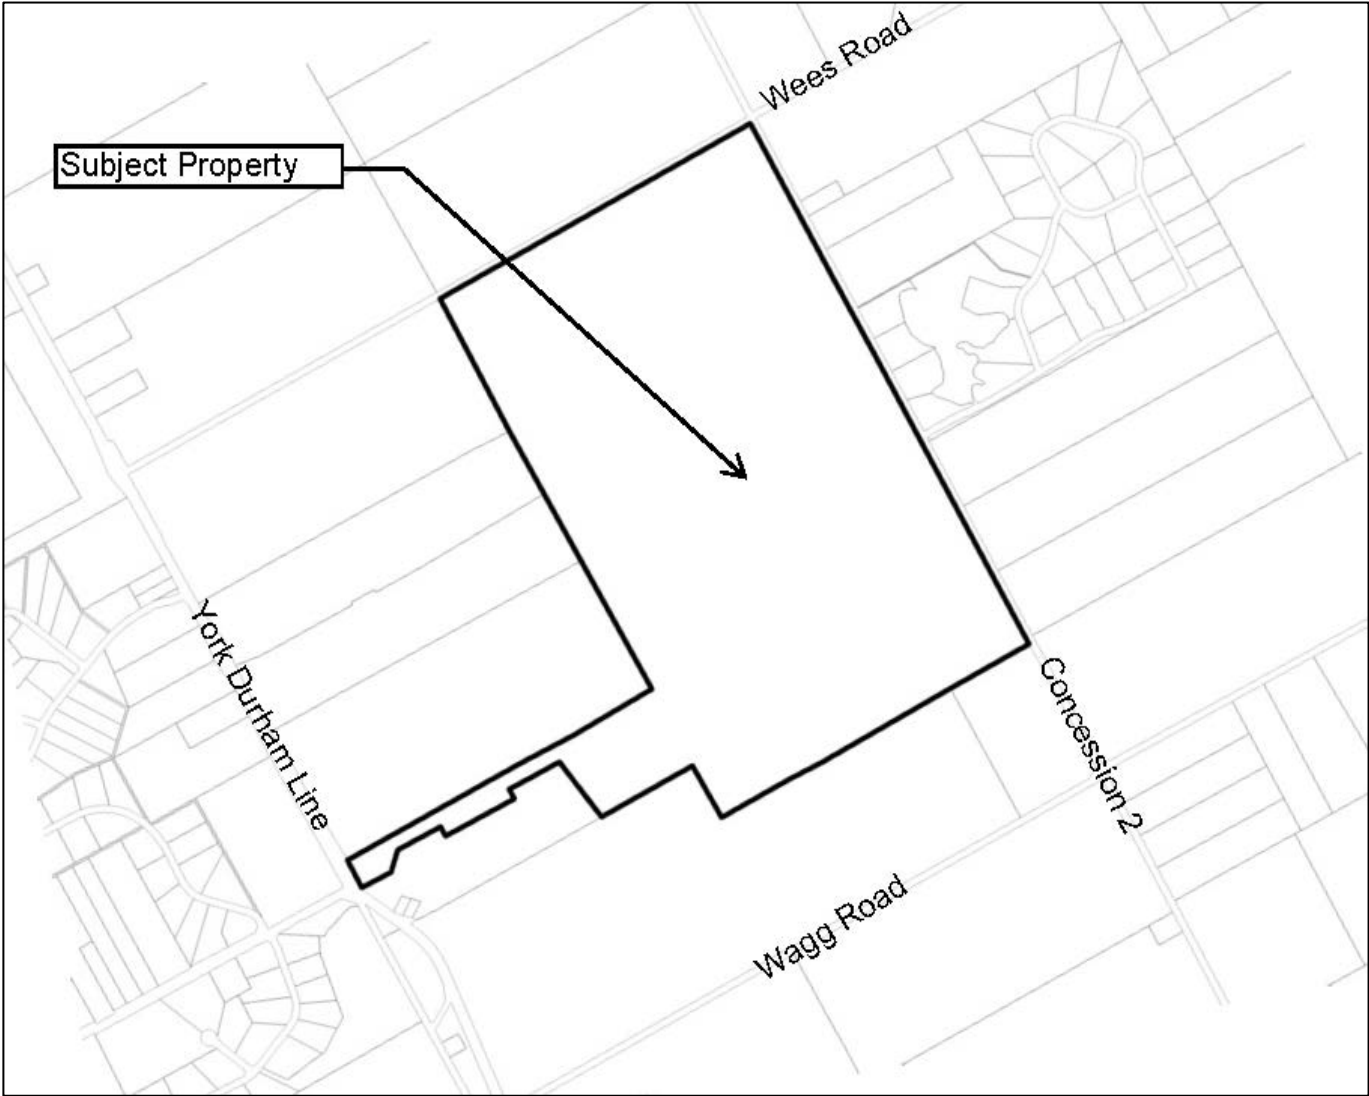 Wees Road
Subject Property
York Durham Line
Concession 2
Wagg Road